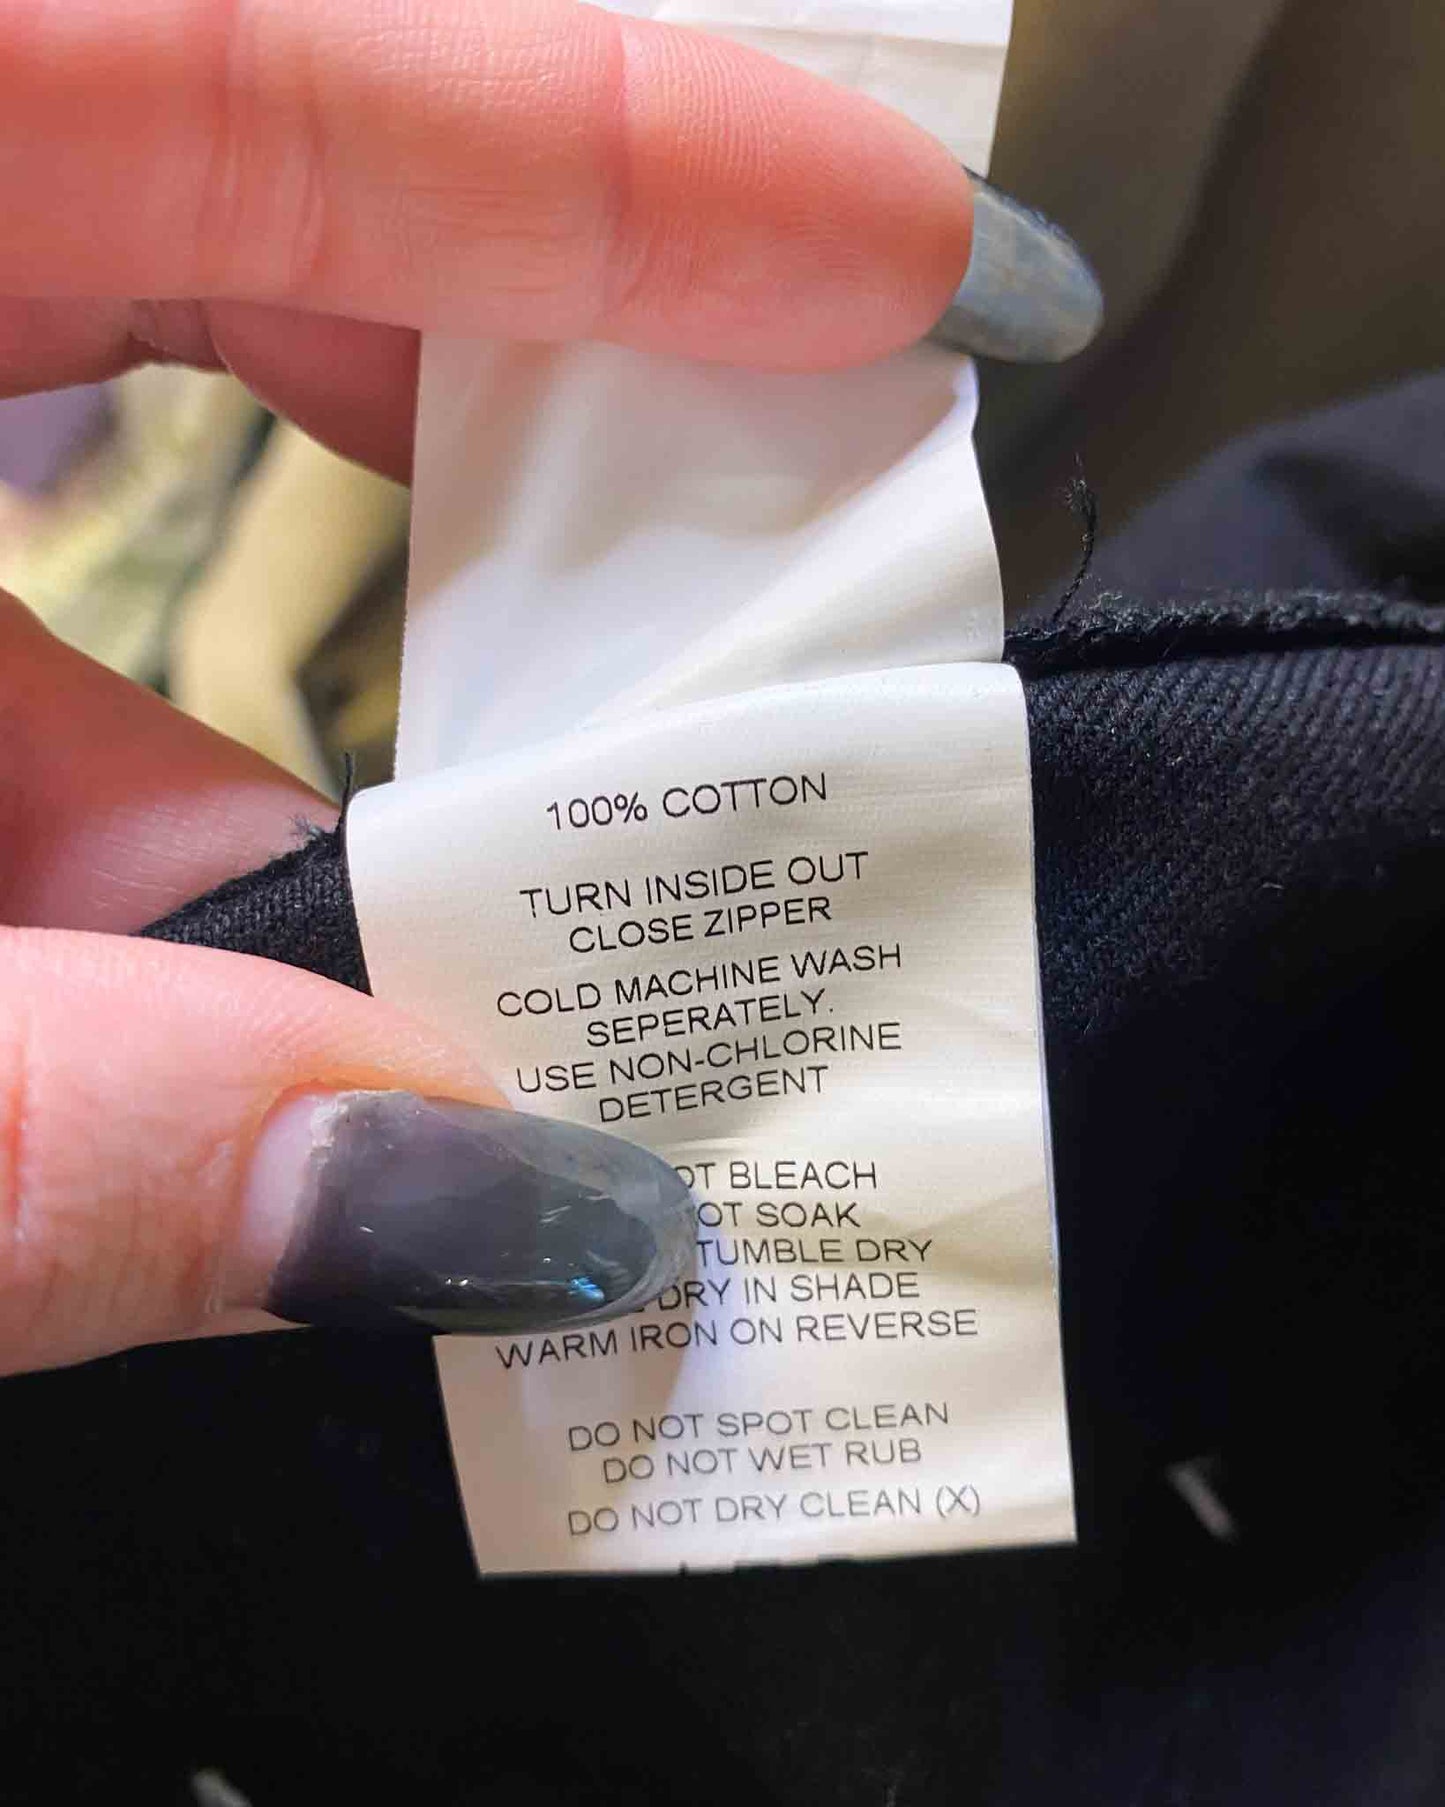 100% COTTON
TURN INSIDE OUT
CLOSE ZIPPER
COLD MACHINE WASH
SEPERATELY.
USE NON-CHLORINE
DETERGENT
BLEACH
SOAK
TUMBLE DRY
DRY IN SHADE
WARM IRON ON REVERSE
DO NOT SPOT CLEAN
DO NOT WET RUB
DO NOT DRY CLEAN (X)